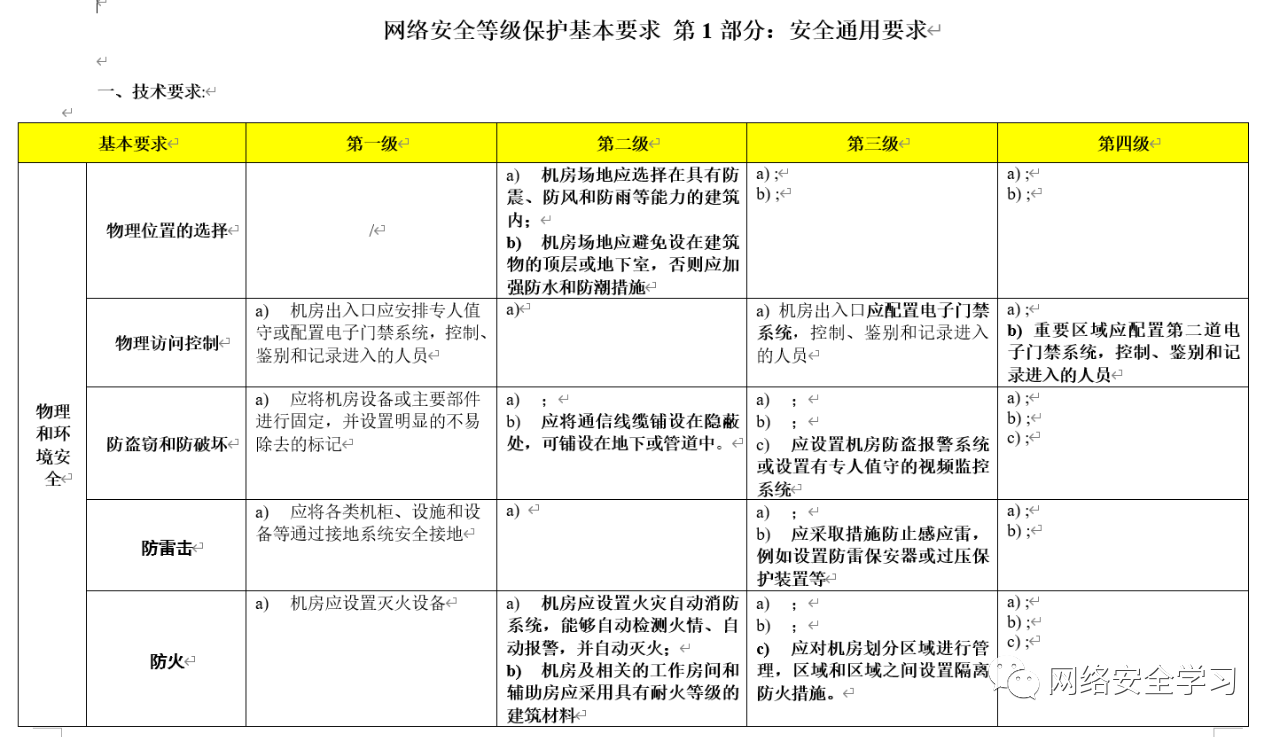 网络安全等级保护基本要求 第 1 部分：安全通用要求
一、技术要求:
基本要求 第一级 第二级 第三级 第四级
物理
和环
境安
全
物理位置的选择
/
a) 机房场地应选择在具有防
震、防风和防雨等能力的建筑
内；
b) 机房场地应避免设在建筑
物的顶层或地下室，否则应加
强防水和防潮措施
a) ;
b) ;
a) ;
b) ;
物理访问控制
a) 机房出入口应安排专人值
守或配置电子门禁系统，控制、
鉴别和记录进入的人员
a)
a) 机房出入口应配置电子门禁
系统，控制、鉴别和记录进入
的人员
a) ;
b) 重要区域应配置第二道电
子门禁系统，控制、鉴别和记
录进入的人员
防盗窃和防破坏
a) 应将机房设备或主要部件
进行固定，并设置明显的不易
除去的标记
a) ；
b) 应将通信线缆铺设在隐蔽
处，可铺设在地下或管道中。
a) ；
b) ；
c) 应设置机房防盗报警系统
或设置有专人值守的视频监控
系统
a) ;
b) ;
c) ;
防雷击
a) 应将各类机柜、设施和设
备等通过接地系统安全接地
a)
a) ；
b) 应采取措施防止感应雷，
例如设置防雷保安器或过压保
护装置等
a) ;
b) ;
防火
a) 机房应设置灭火设备
a) 机房应设置火灾自动消防
系统，能够自动检测火情、自
动报警，并自动灭火；
b) 机房及相关的工作房间和
辅助房应采用具有耐火等级的
建筑材料
a) ；
b) ；
c) 应对机房划分区域进行管
理，区域和区域之间设置隔离
防火措施。
a) ;
b) ;
c) ;
网络安全学习